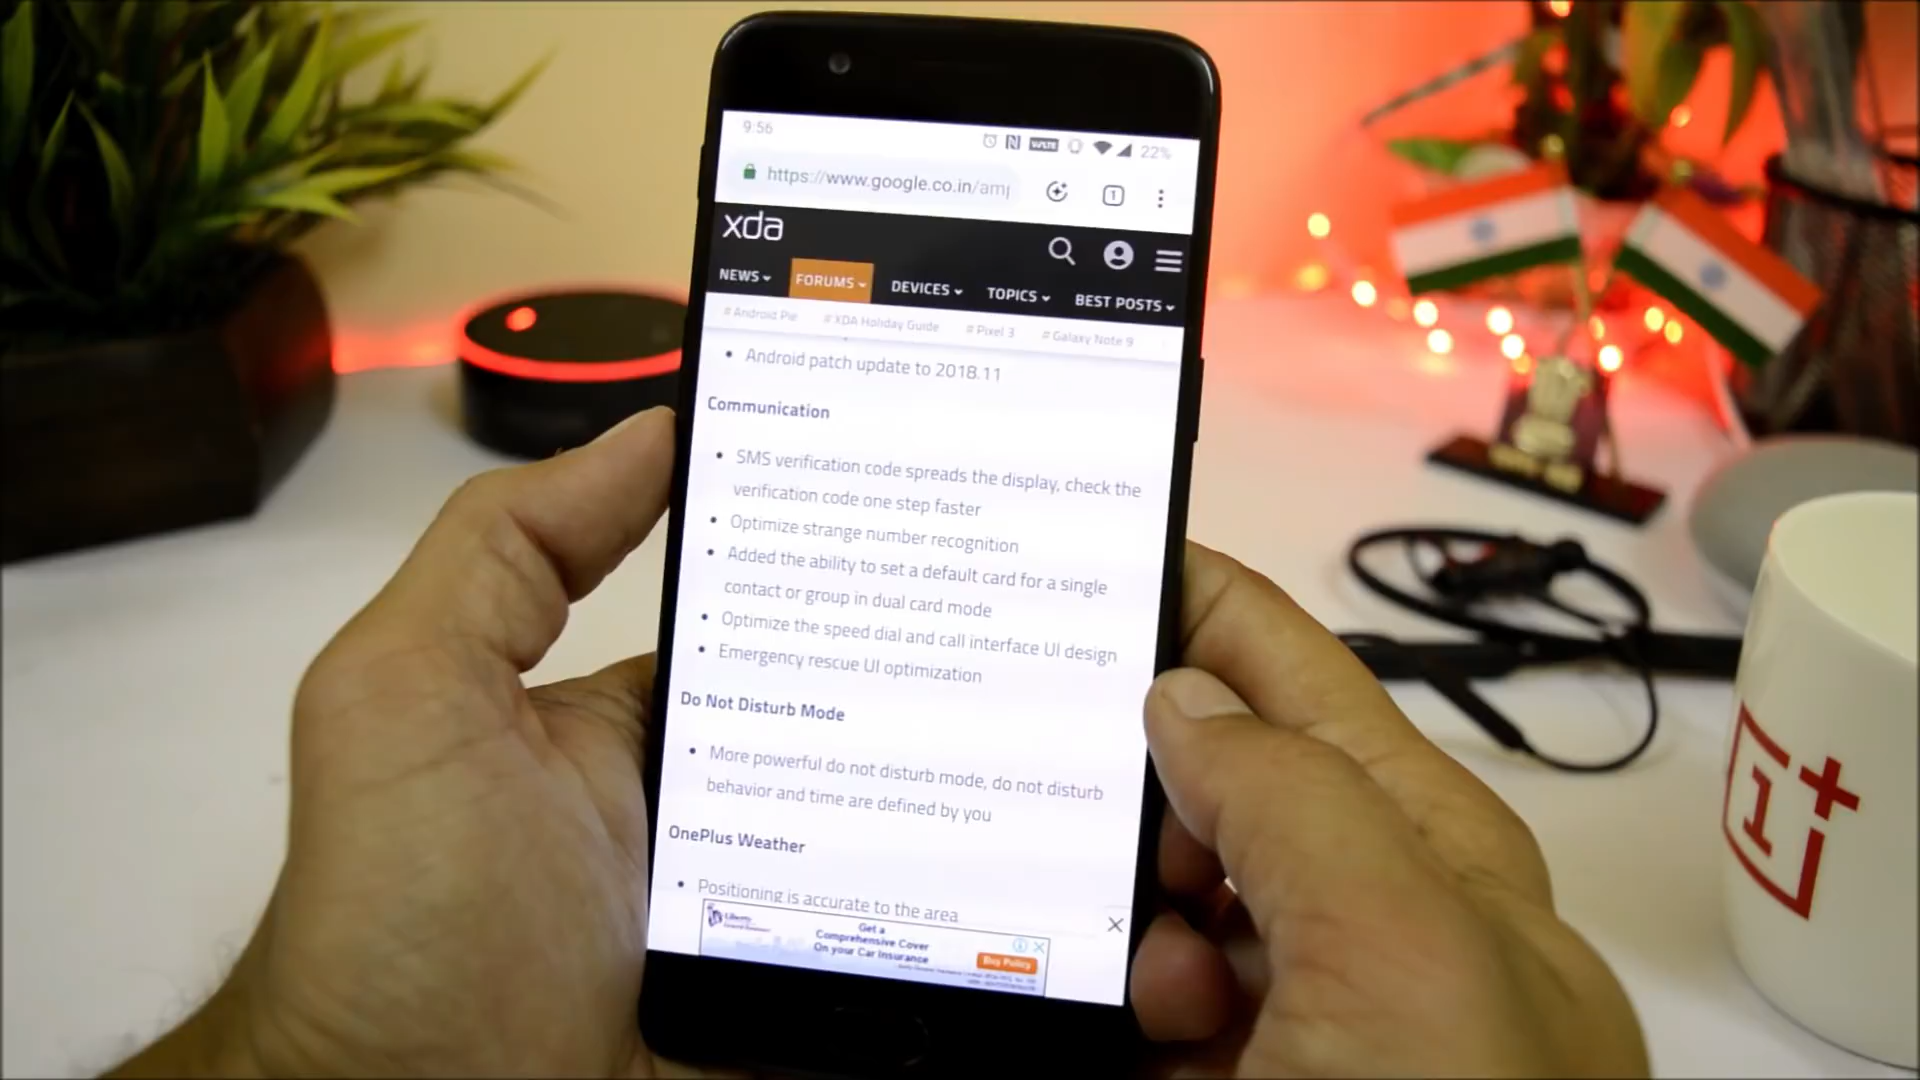 9:56
VoLTE
22%
https://www.google.co.in/am
1
xda
NEWS
FORUMS
DEVICES
TOPICS
BEST POSTS
#Android Pie
#XDA Holiday Guide
#Pixel 3
#Galaxy Note 9
• Android patch update to 2018.11
Communication
• SMS verification code spreads the display, check the
verification code one step faster
• Optimize strange number recognition
• Added the ability to set a default card for a single
contact or group in dual card mode
• Optimize the speed dial and call interface UI design
• Emergency rescue UI optimization
Do Not Disturb Mode
• More powerful do not disturb mode, do not disturb
behavior and time are defined by you
OnePlus Weather
• Positioning is accurate to the area
Liberty
Get a
Comprehensive Cover
On your Car Insurance
Buy Policy
1+